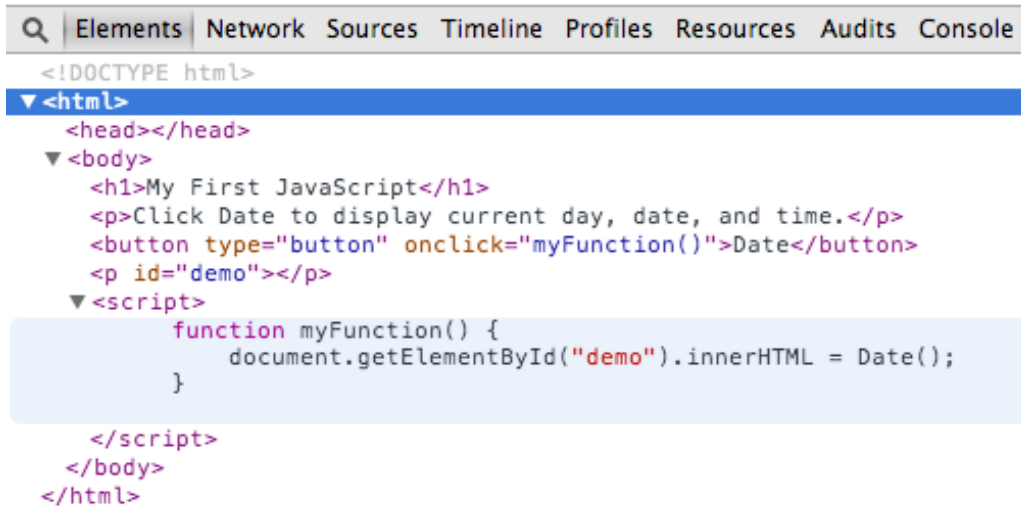 Elements Network Sources Timeline Profiles Resources Audits Console
<!DOCTYPE html>
<html>
<head></head>
<body>
<h1>My First JavaScript</h1>
<p>Click Date to display current day, date, and time.</p>
<button type="button" onclick="myFunction()">Date</button>
<p id="demo"></p>
<script>
function myFunction() {
document.getElementById("demo").innerHTML = Date();
}
</script>
</body>
</html>